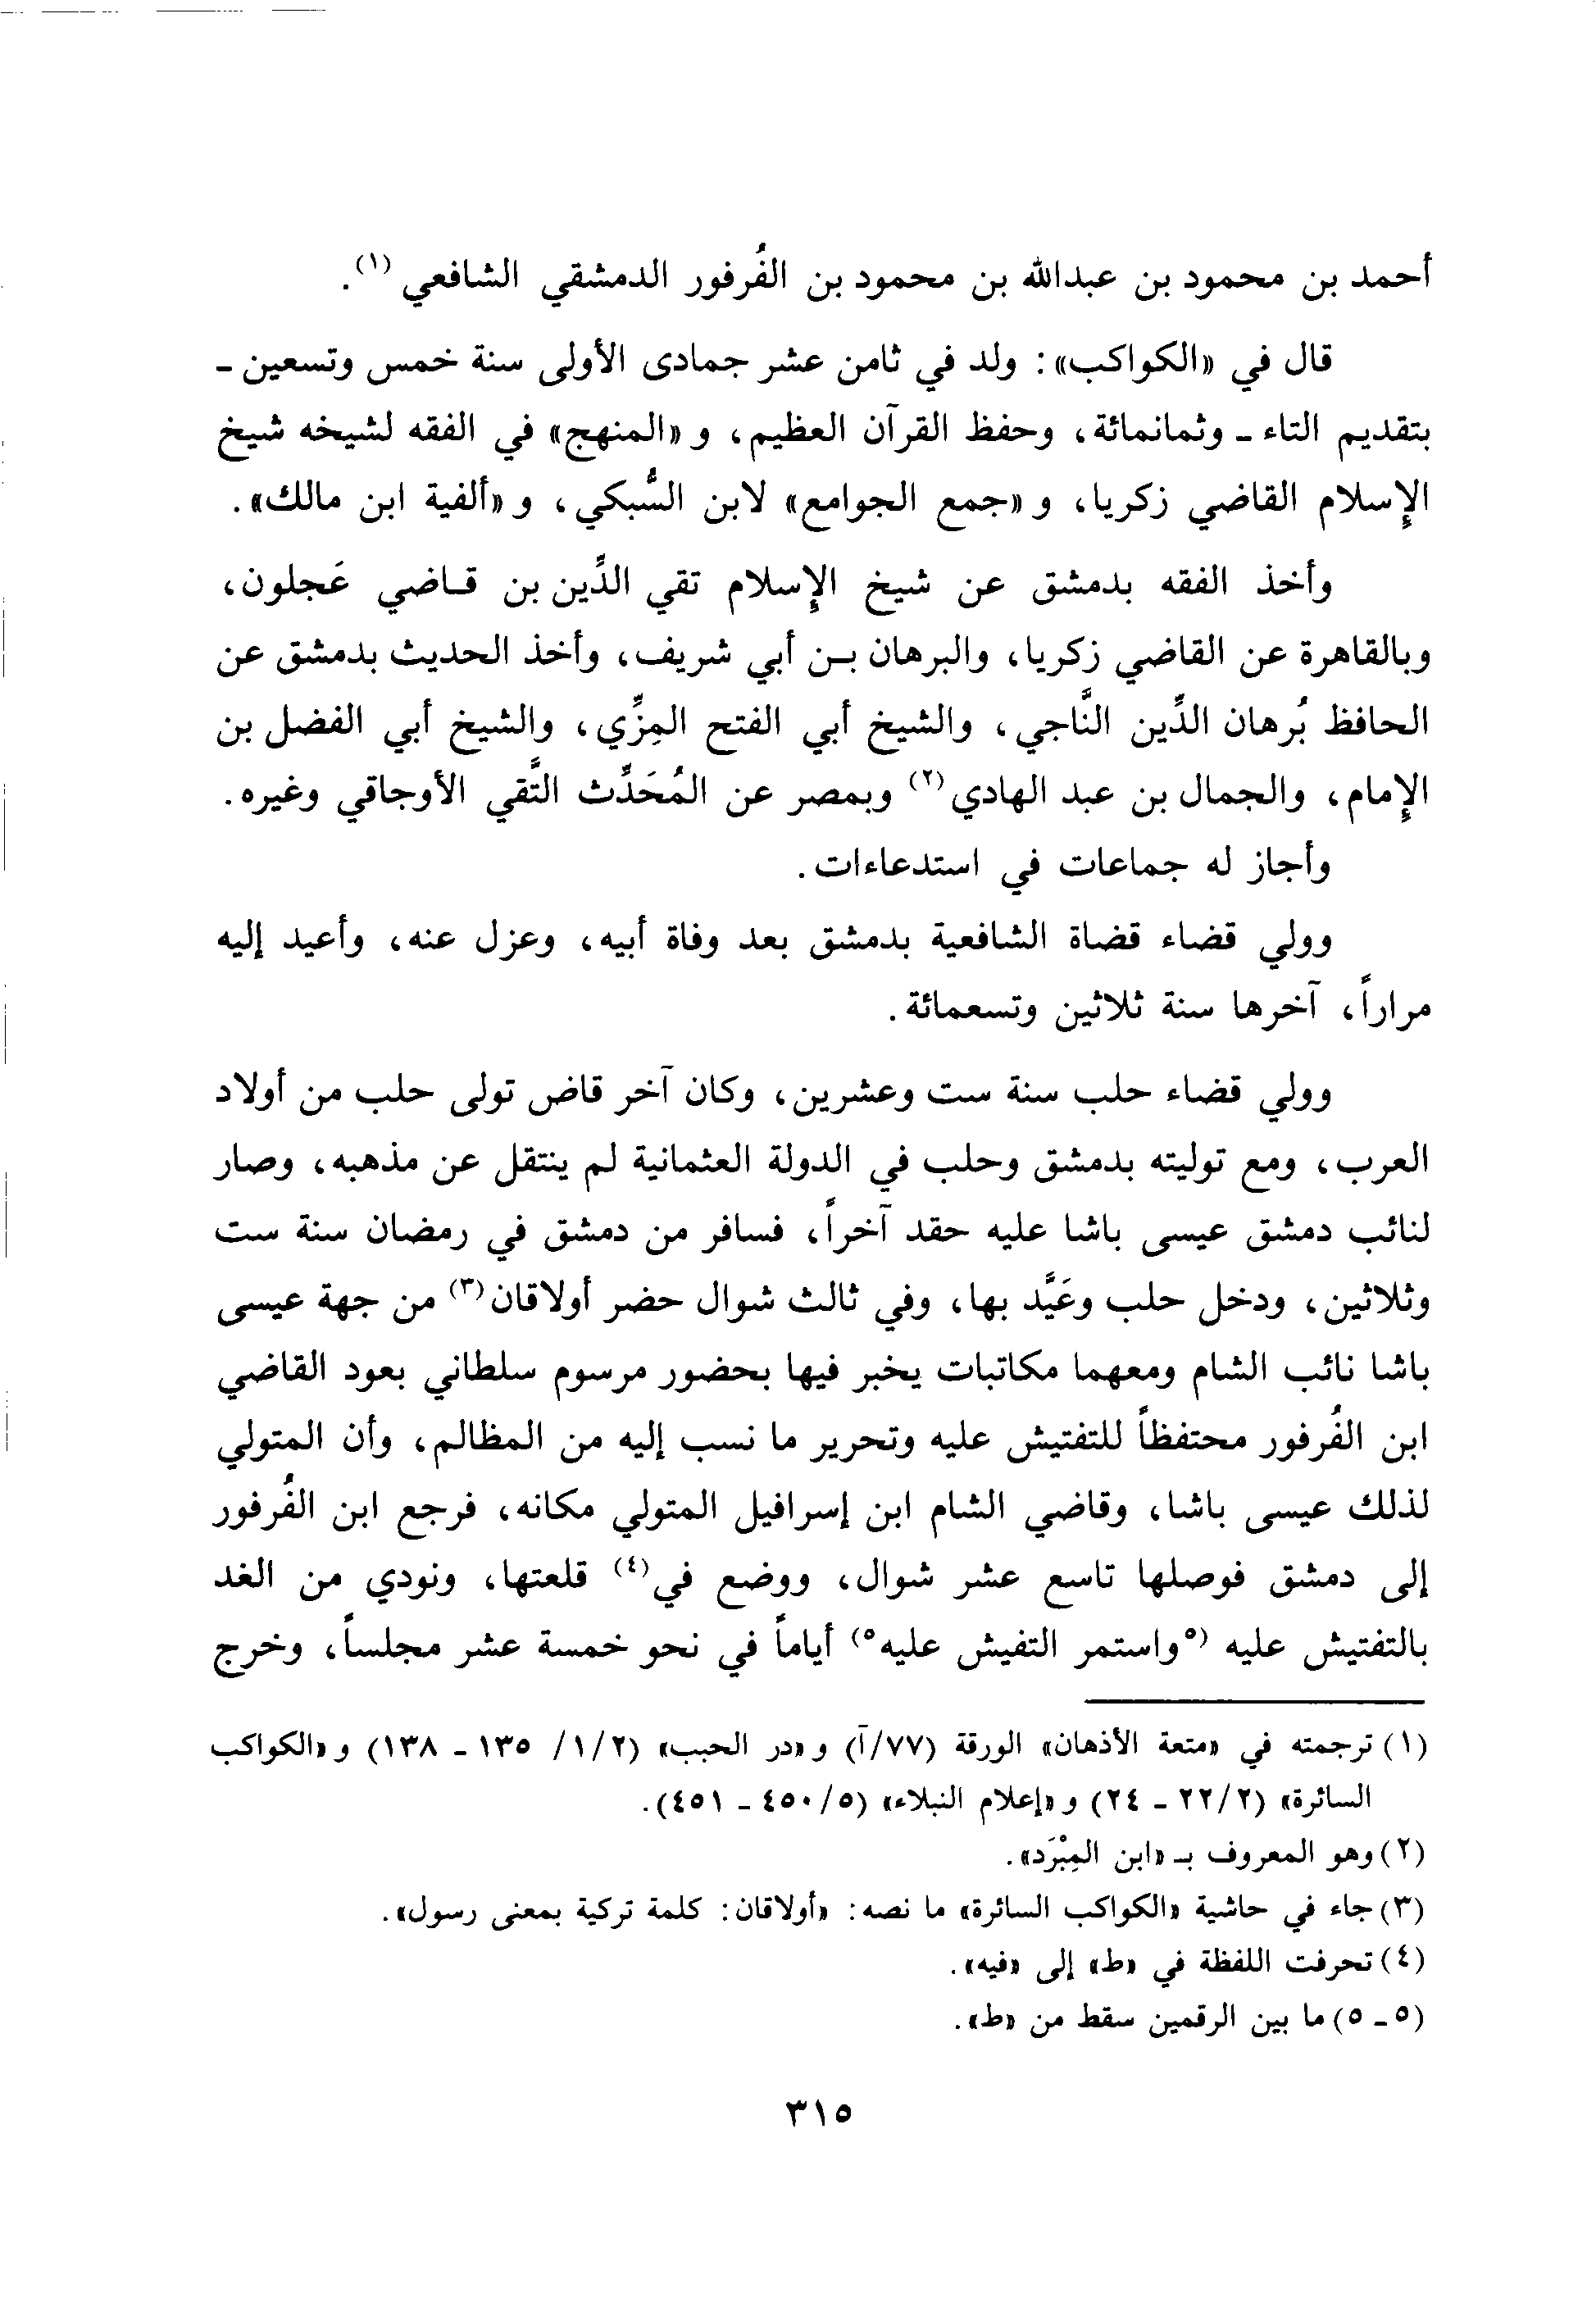 أحمد بن محمود بن عبدالله بن محمود بن الفُرفور الدمشقي الشافعي (١).
قال في «الكواكب»: ولد في ثامن عشر جمادى الأولى سنة خمس وتسعين ـ
بتقديم التاء ـ وثمانمائة، وحفظ القرآن العظيم، و «المنهج» في الفقه لشيخه شيخ
الإِسلام القاضي زكريا، و «جمع الجوامع» لابن السُّبكي، و «ألفية ابن مالك».
وأخذ الفقه بدمشق عن شيخ الإِسلام تقي الدِّين بن قـاضي عَجلون،
وبالقاهرة عن القاضي زكريا، والبرهان بـن أبي شريف، وأخذ الحديث بدمشق عن
الحافظ بُرهان الدِّين النَّاجي، والشيخ أبي الفتح المِزِّي، والشيخ أبي الفضل بن
الإِمام، والجمال بن عبد الهادي (٢) وبمصر عن المُحَدِّث التَّقي الأوجاقي وغيره.
وأجاز له جماعات في استدعاءات.
وولي قضاء قضاة الشافعية بدمشق بعد وفاة أبيه، وعزل عنه، وأعيد إليه
مراراً، آخرها سنة ثلاثين وتسعمائة.
وولي قضاء حلب سنة ست وعشرين، وكان آخر قاض تولى حلب من أولاد
العرب، ومع توليته بدمشق وحلب في الدولة العثمانية لم ينتقل عن مذهبه، وصار
لنائب دمشق عيسى باشا عليه حقد آخراً، فسافر من دمشق في رمضان سنة ست
وثلاثين، ودخل حلب وعَيَّد بها، وفي ثالث شوال حضر أولاقان (٣) من جهة عيسى
باشا نائب الشام ومعهما مكاتبات يخبر فيها بحضور مرسوم سلطاني بعود القاضي
ابن الفُرفور محتفظاً للتفتيش عليه وتحرير ما نسب إليه من المظالم، وأن المتولي
لذلك عيسى باشا، وقاضي الشام ابن إسرافيل المتولي مكانه، فرجع ابن الفُرفور
إلى دمشق فوصلها تاسع عشر شوال، ووضع في (٤) قلعتها، ونودي من الغد
بالتفتيش عليه (٥ واستمر التفيش عليه ٥) أياماً في نحو خمسة عشر مجلساً، وخرج
(١) ترجمته في «متعة الأذهان» الورقة (٧٧/آ) و «در الحبب» (٢/١/ ١٣٥ ـ ١٣٨) و «الكواكب
السائرة» (٢/٢٢ ـ ٢٤) و «إعلام النبلاء» (٥/٤٥٠ ـ ٤٥١).
(٢) وهو المعروف بـ «ابن المِبْرَد».
(٣) جاء في حاشية «الكواكب السائرة» ما نصه: «أولاقان: كلمة تركية بمعنى رسول».
(٤) تحرفت اللفظة في «ط» إلى «فيه».
(٥ ـ ٥) ما بين الرقمين سقط من «ط».
٣١٥